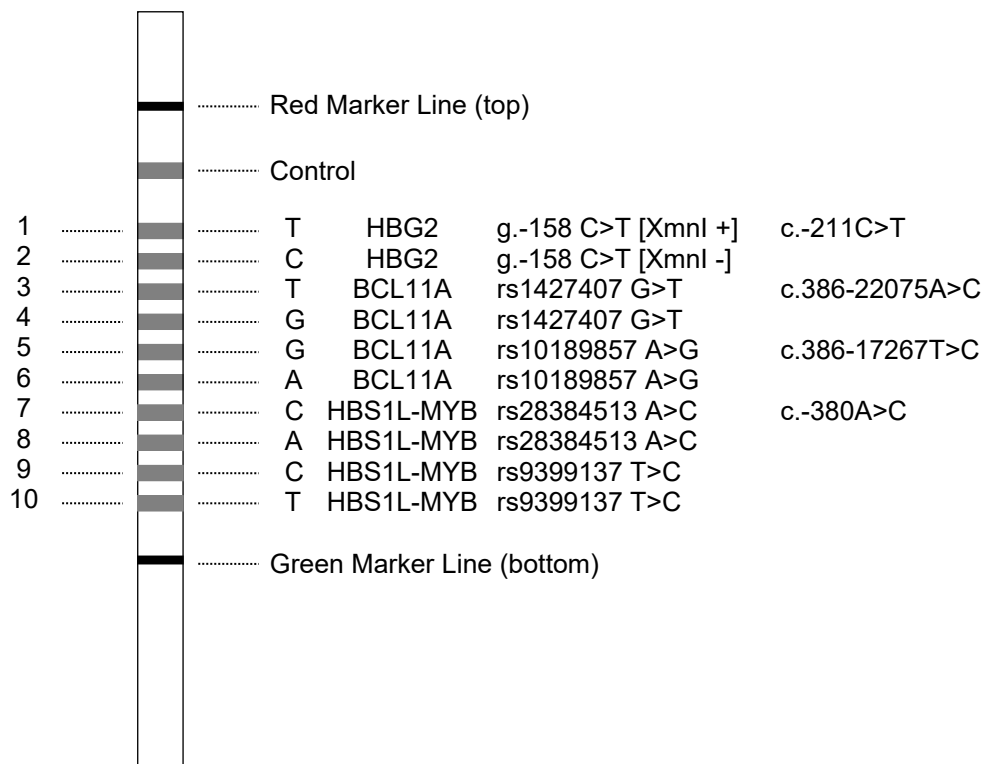 Red Marker Line (top)
Control
1 T HBG2 g.-158 C>T [XmnI +] c.-211C>T
2 C HBG2 g.-158 C>T [XmnI -]
3 T BCL11A rs1427407 G>T c.386-22075A>C
4 G BCL11A rs1427407 G>T
5 G BCL11A rs10189857 A>G c.386-17267T>C
6 A BCL11A rs10189857 A>G
7 C HBS1L-MYB rs28384513 A>C c.-380A>C
8 A HBS1L-MYB rs28384513 A>C
9 C HBS1L-MYB rs9399137 T>C
10 T HBS1L-MYB rs9399137 T>C
Green Marker Line (bottom)